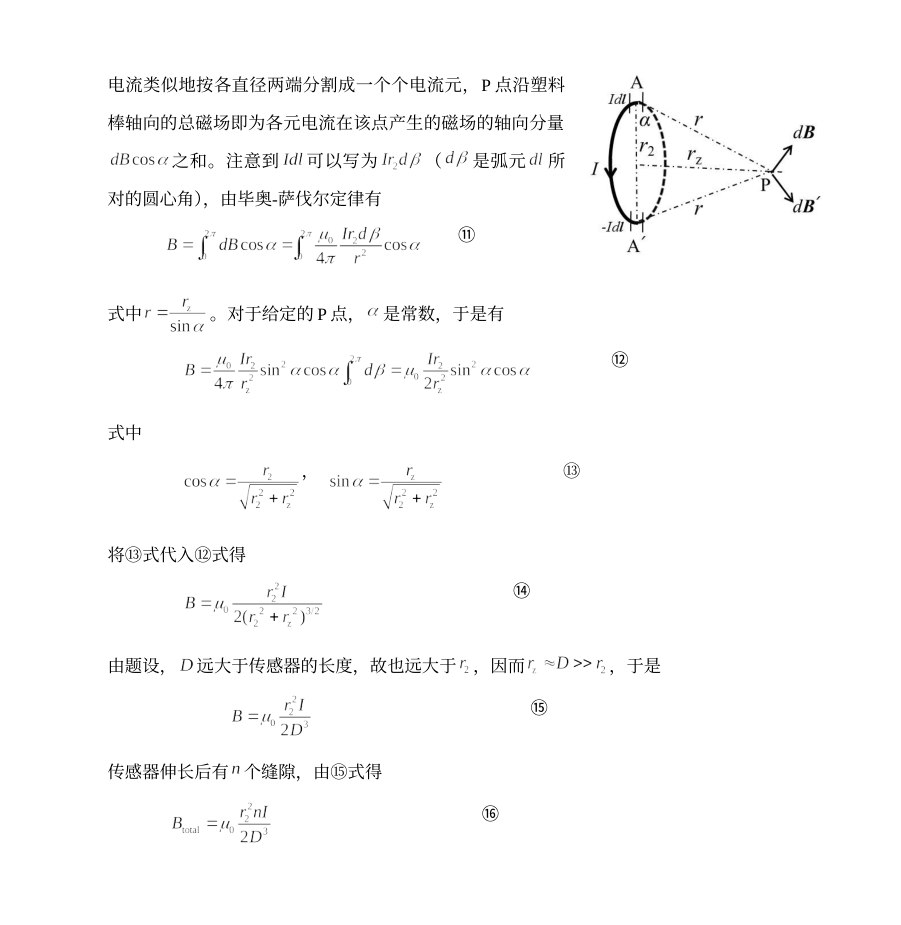 电流类似地按各直径两端分割成一个个电流元，P 点沿塑料
棒轴向的总磁场即为各元电流在该点产生的磁场的轴向分量
dB cos α 之和。注意到 Idl 可以写为 Ir₂dβ（dβ 是弧元 dl 所
对的圆心角），由毕奥-萨伐尔定律有
B = ∫₀^{2π} dB cos α = ∫₀^{2π} (μ₀/4π) (Ir₂dβ/r²) cos α ⑪
式中 r = r_z/sin α 。对于给定的 P 点，α 是常数，于是有
B = (μ₀/4π) (Ir₂/r_z²) sin² α cos α ∫₀^{2π} dβ = μ₀ (Ir₂/2r_z²) sin² α cos α ⑫
式中
cos α = r₂/√(r₂² + r_z²)， sin α = r_z/√(r₂² + r_z²) ⑬
将⑬式代入⑫式得
B = μ₀ r₂²I/2(r₂² + r_z²)^{3/2} ⑭
由题设，D 远大于传感器的长度，故也远大于 r₂，因而 r_z ≈ D >> r₂，于是
B = μ₀ r₂²I/2D³ ⑮
传感器伸长后有 n 个缝隙，由⑮式得
B_total = μ₀ r₂²nI/2D³ ⑯
A
Idl
α
r
dB
r₂
r_z
I
P
r
dB´
-Idl
A´